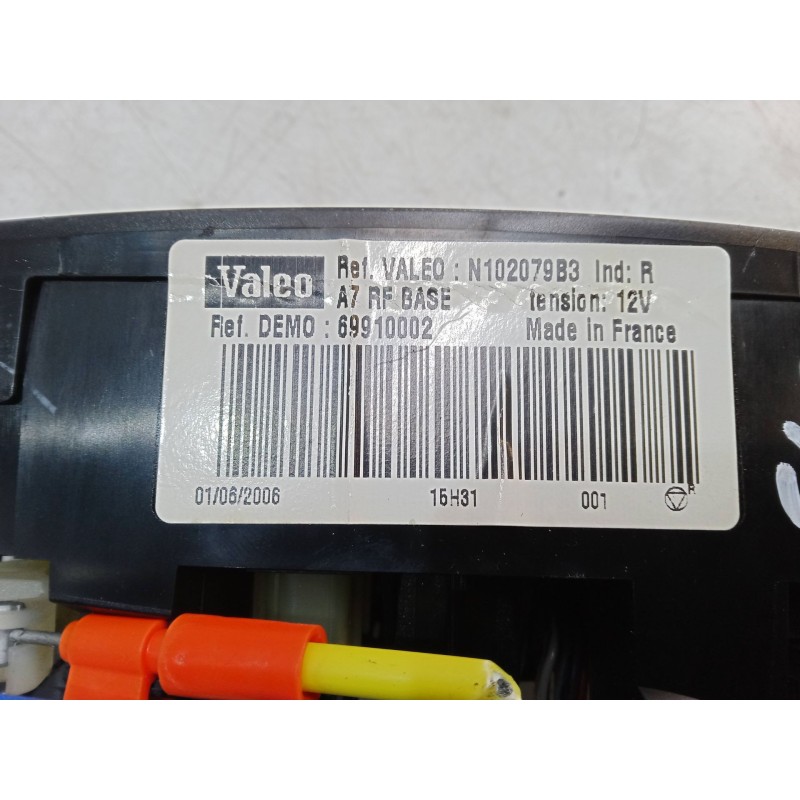 Valeo
Ref. VALEO : N102079B3 Ind: R
A7 RF BASE tension: 12V
Ref. DEMO : 69910002 Made in France
01/06/2006 15H31 001 R